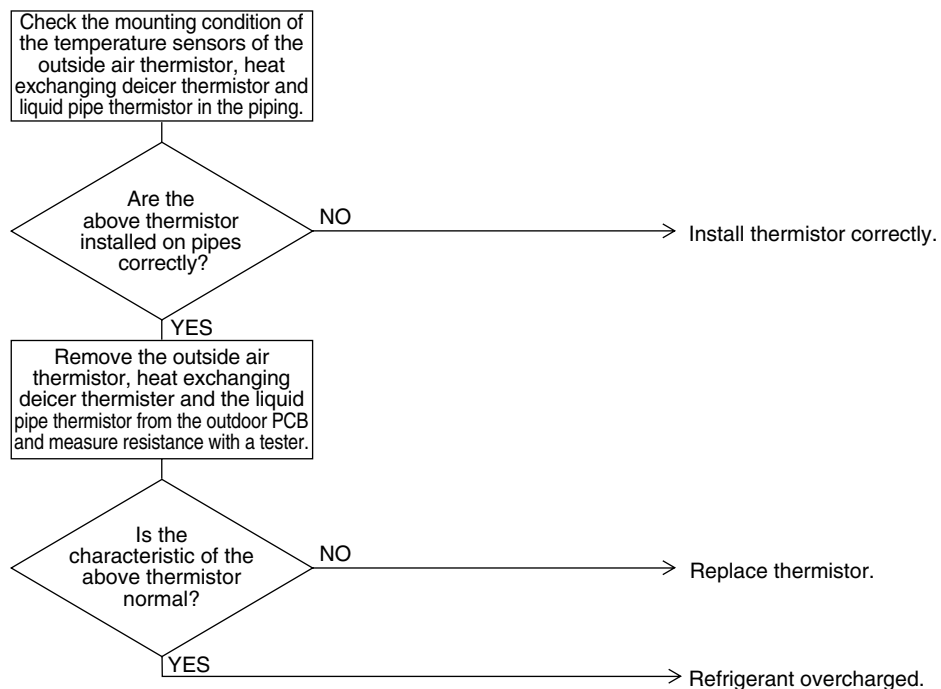 Check the mounting condition of
the temperature sensors of the
outside air thermistor, heat
exchanging deicer thermistor and
liquid pipe thermistor in the piping.
Are the
above thermistor
installed on pipes
correctly?
NO
Install thermistor correctly.
YES
Remove the outside air
thermistor, heat exchanging
deicer thermister and the liquid
pipe thermistor from the outdoor PCB
and measure resistance with a tester.
Is the
characteristic of the
above thermistor
normal?
NO
Replace thermistor.
YES
Refrigerant overcharged.